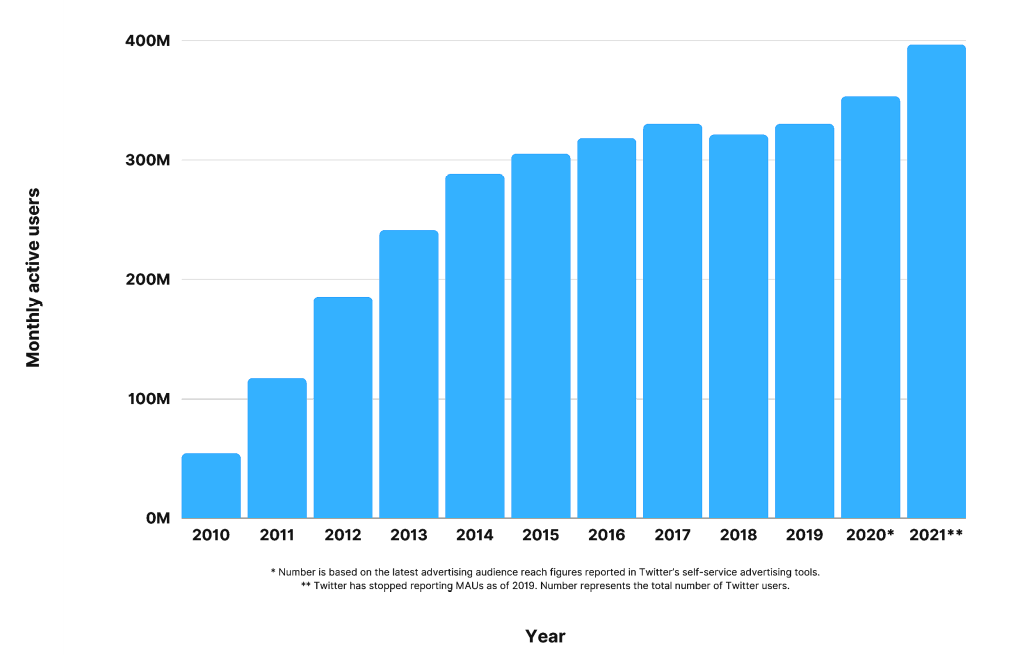 400M
300M
200M
100M
0M
Monthly active users
2010 2011 2012 2013 2014 2015 2016 2017 2018 2019 2020* 2021**
* Number is based on the latest advertising audience reach figures reported in Twitter's self-service advertising tools.
** Twitter has stopped reporting MAUs as of 2019. Number represents the total number of Twitter users.
Year